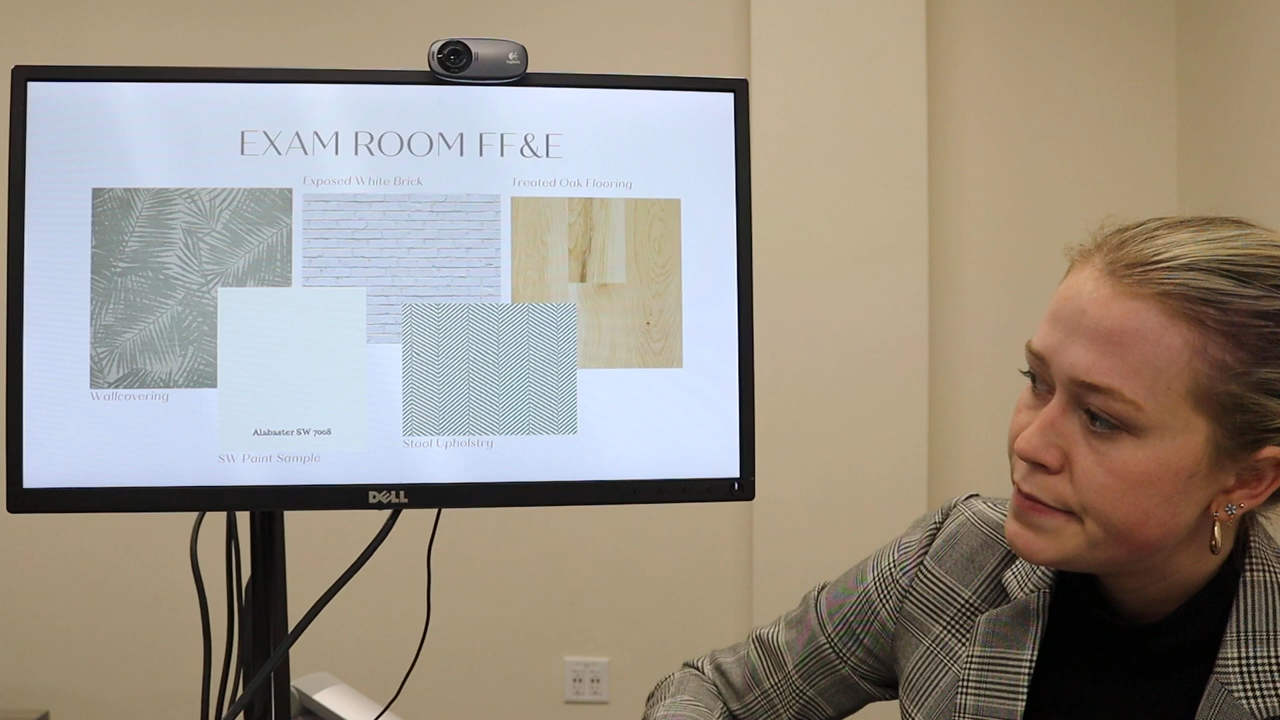 logitech
EXAM ROOM FF&E
Exposed White Brick
Treated Oak Flooring
Wallcovering
Alabaster SW 7008
Stool Upholstry
SW Paint Sample
DELL